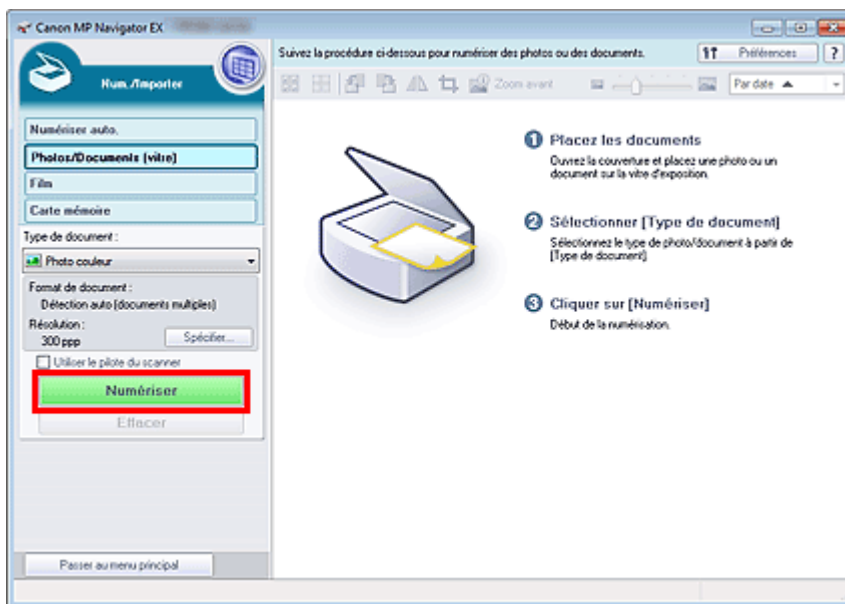 Canon MP Navigator EX
Num./Importer
Suivez la procédure ci-dessous pour numériser des photos ou des documents.
Préférences
?
Zoom avant
Par date
Numériser auto.
Photos/Documents (vitre)
Film
Carte mémoire
Type de document :
Photo couleur
Format de document :
Détection auto (documents multiples)
Résolution :
300 ppp
Spécifier...
Utiliser le pilote du scanner
Numériser
Effacer
Passer au menu principal
1 Placez les documents
Ouvrez la couverture et placez une photo ou un
document sur la vitre d'exposition.
2 Sélectionner [Type de document]
Sélectionnez le type de photo/document à partir de
[Type de document]
3 Cliquer sur [Numériser]
Début de la numérisation.